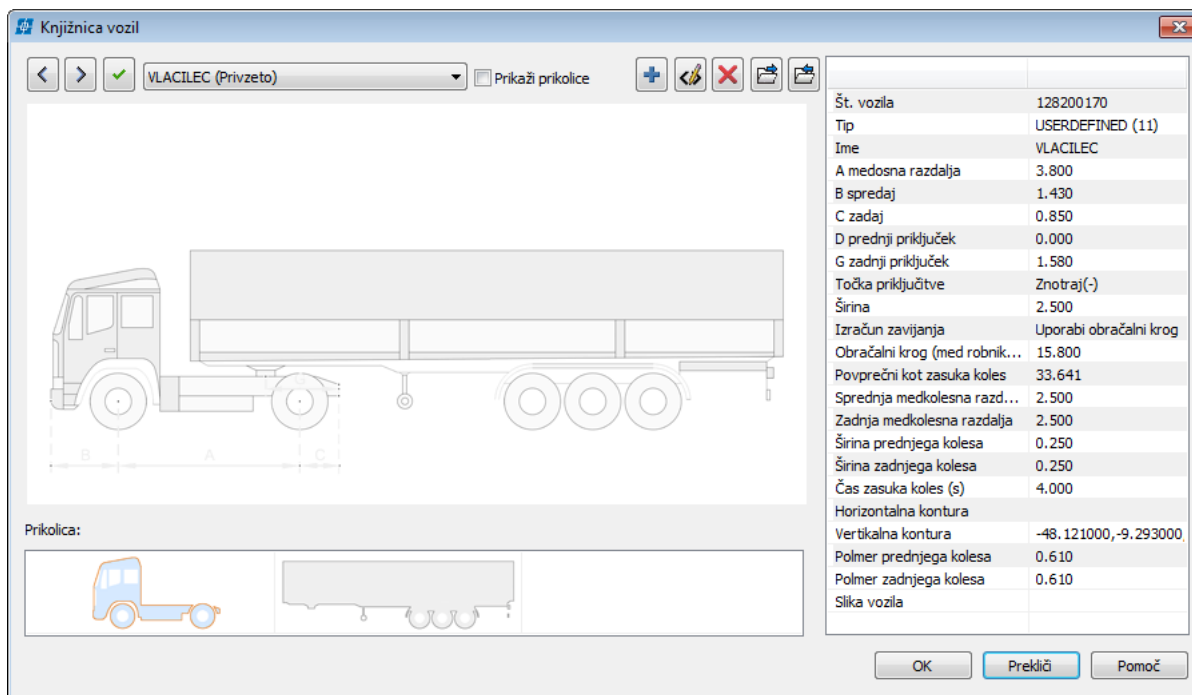 Knjižnica vozil
VLACILEC (Privzeto)
Prikaži prikolice
G
B
A
C
Prikolica:
Št. vozila 128200170
Tip USERDEFINED (11)
Ime VLACILEC
A medosna razdalja 3.800
B spredaj 1.430
C zadaj 0.850
D prednji priključek 0.000
G zadnji priključek 1.580
Točka priključitve Znotraj(-)
Širina 2.500
Izračun zavijanja Uporabi obračalni krog
Obračalni krog (med robnik... 15.800
Povprečni kot zasuka koles 33.641
Sprednja medkolesna razd... 2.500
Zadnja medkolesna razdalja 2.500
Širina prednjega kolesa 0.250
Širina zadnjega kolesa 0.250
Čas zasuka koles (s) 4.000
Horizontalna kontura
Vertikalna kontura -48.121000,-9.293000,
Polmer prednjega kolesa 0.610
Polmer zadnjega kolesa 0.610
Slika vozila
OK
Prekliči
Pomoč